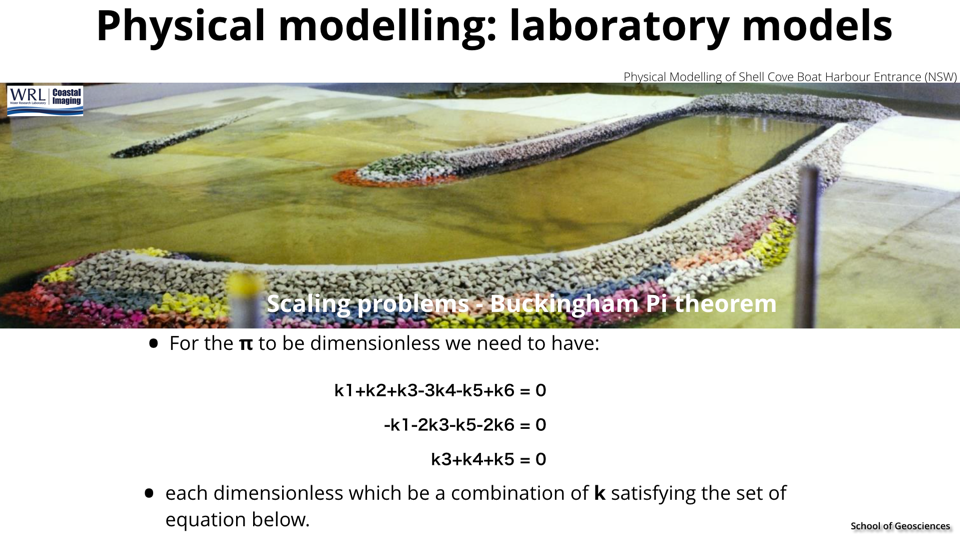 Physical modelling: laboratory models
Physical Modelling of Shell Cove Boat Harbour Entrance (NSW)
WRL | Coastal
Imaging
Scaling problems - Buckingham Pi theorem
• For the π to be dimensionless we need to have:
k1+k2+k3-3k4-k5+k6 = 0
-k1-2k3-k5-2k6 = 0
k3+k4+k5 = 0
• each dimensionless which be a combination of k satisfying the set of
equation below.
School of Geosciences